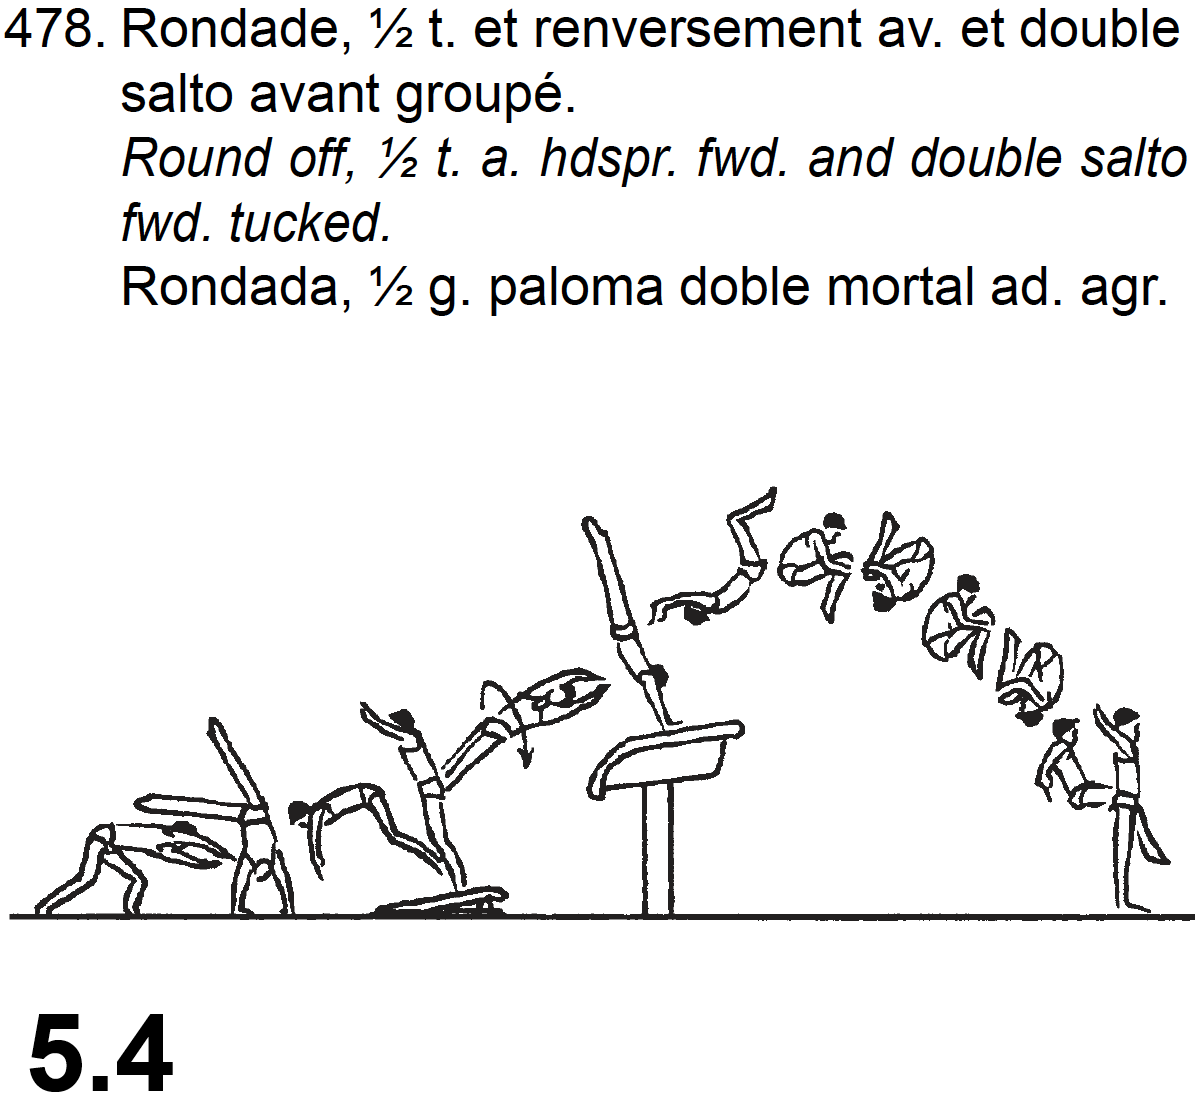 478. Rondade, ½ t. et renversement av. et double
salto avant groupé.
Round off, ½ t. a. hdspr. fwd. and double salto
fwd. tucked.
Rondada, ½ g. paloma doble mortal ad. agr.
5.4